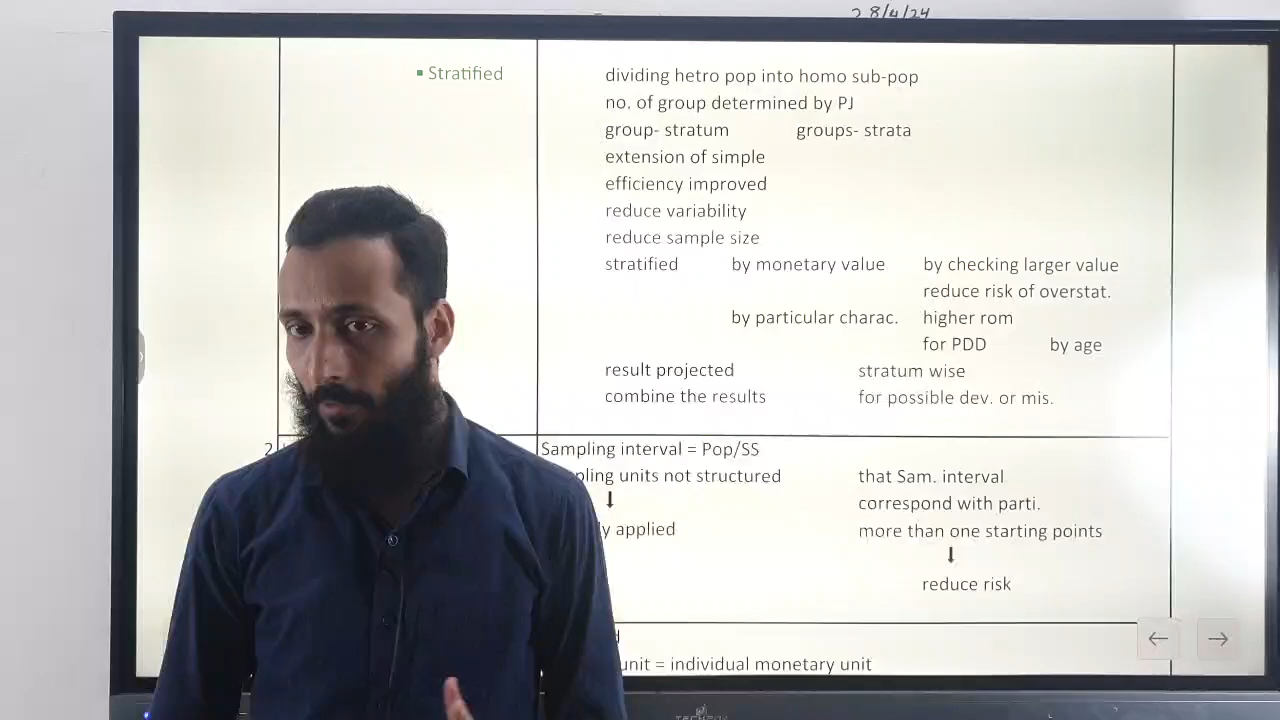 28/4/24
▪ Stratified
dividing hetro pop into homo sub-pop
no. of group determined by PJ
group- stratum groups- strata
extension of simple
efficiency improved
reduce variability
reduce sample size
stratified by monetary value by checking larger value
reduce risk of overstat.
by particular charac. higher rom
for PDD by age
result projected stratum wise
combine the results for possible dev. or mis.
2 Sampling interval = Pop/SS
units not structured that Sam. interval
⬇ correspond with parti.
applied more than one starting points
⬇
reduce risk
← →
= individual monetary unit